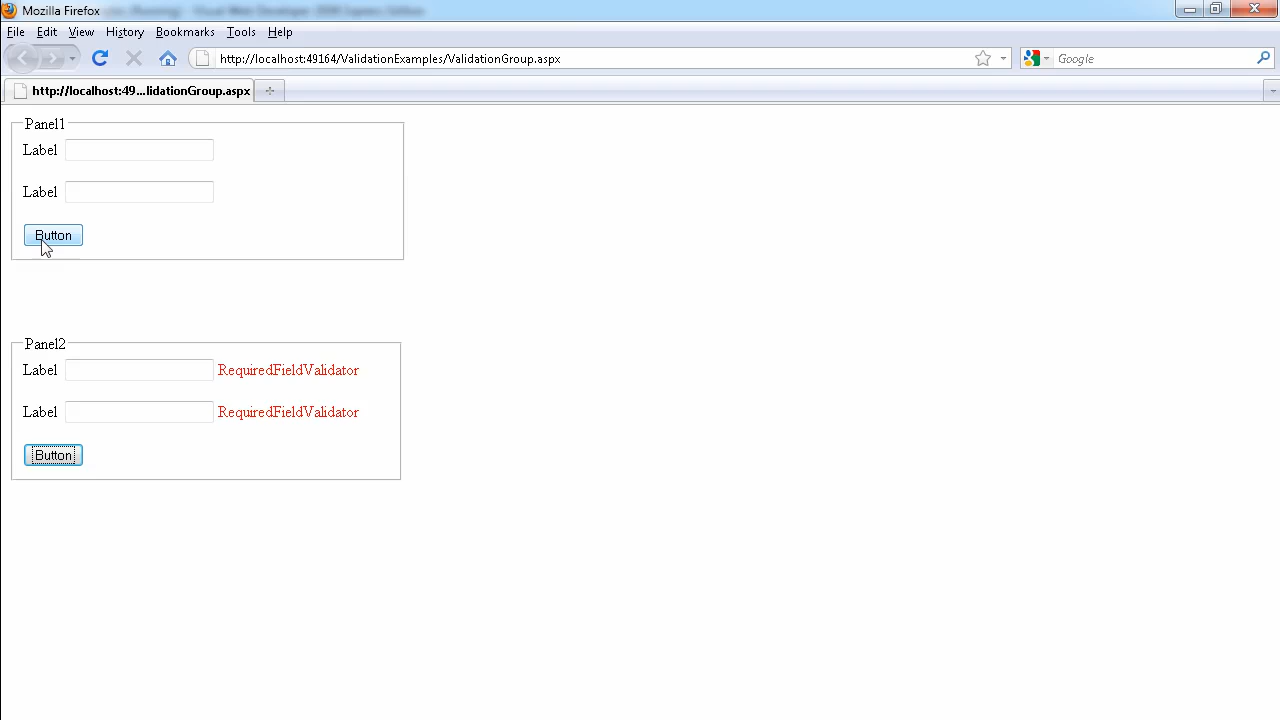 Mozilla Firefox
File Edit View History Bookmarks Tools Help
http://localhost:49164/ValidationExamples/ValidationGroup.aspx
Google
http://localhost:49...lidationGroup.aspx
Panel1
Label
Label
Button
Panel2
Label RequiredFieldValidator
Label RequiredFieldValidator
Button